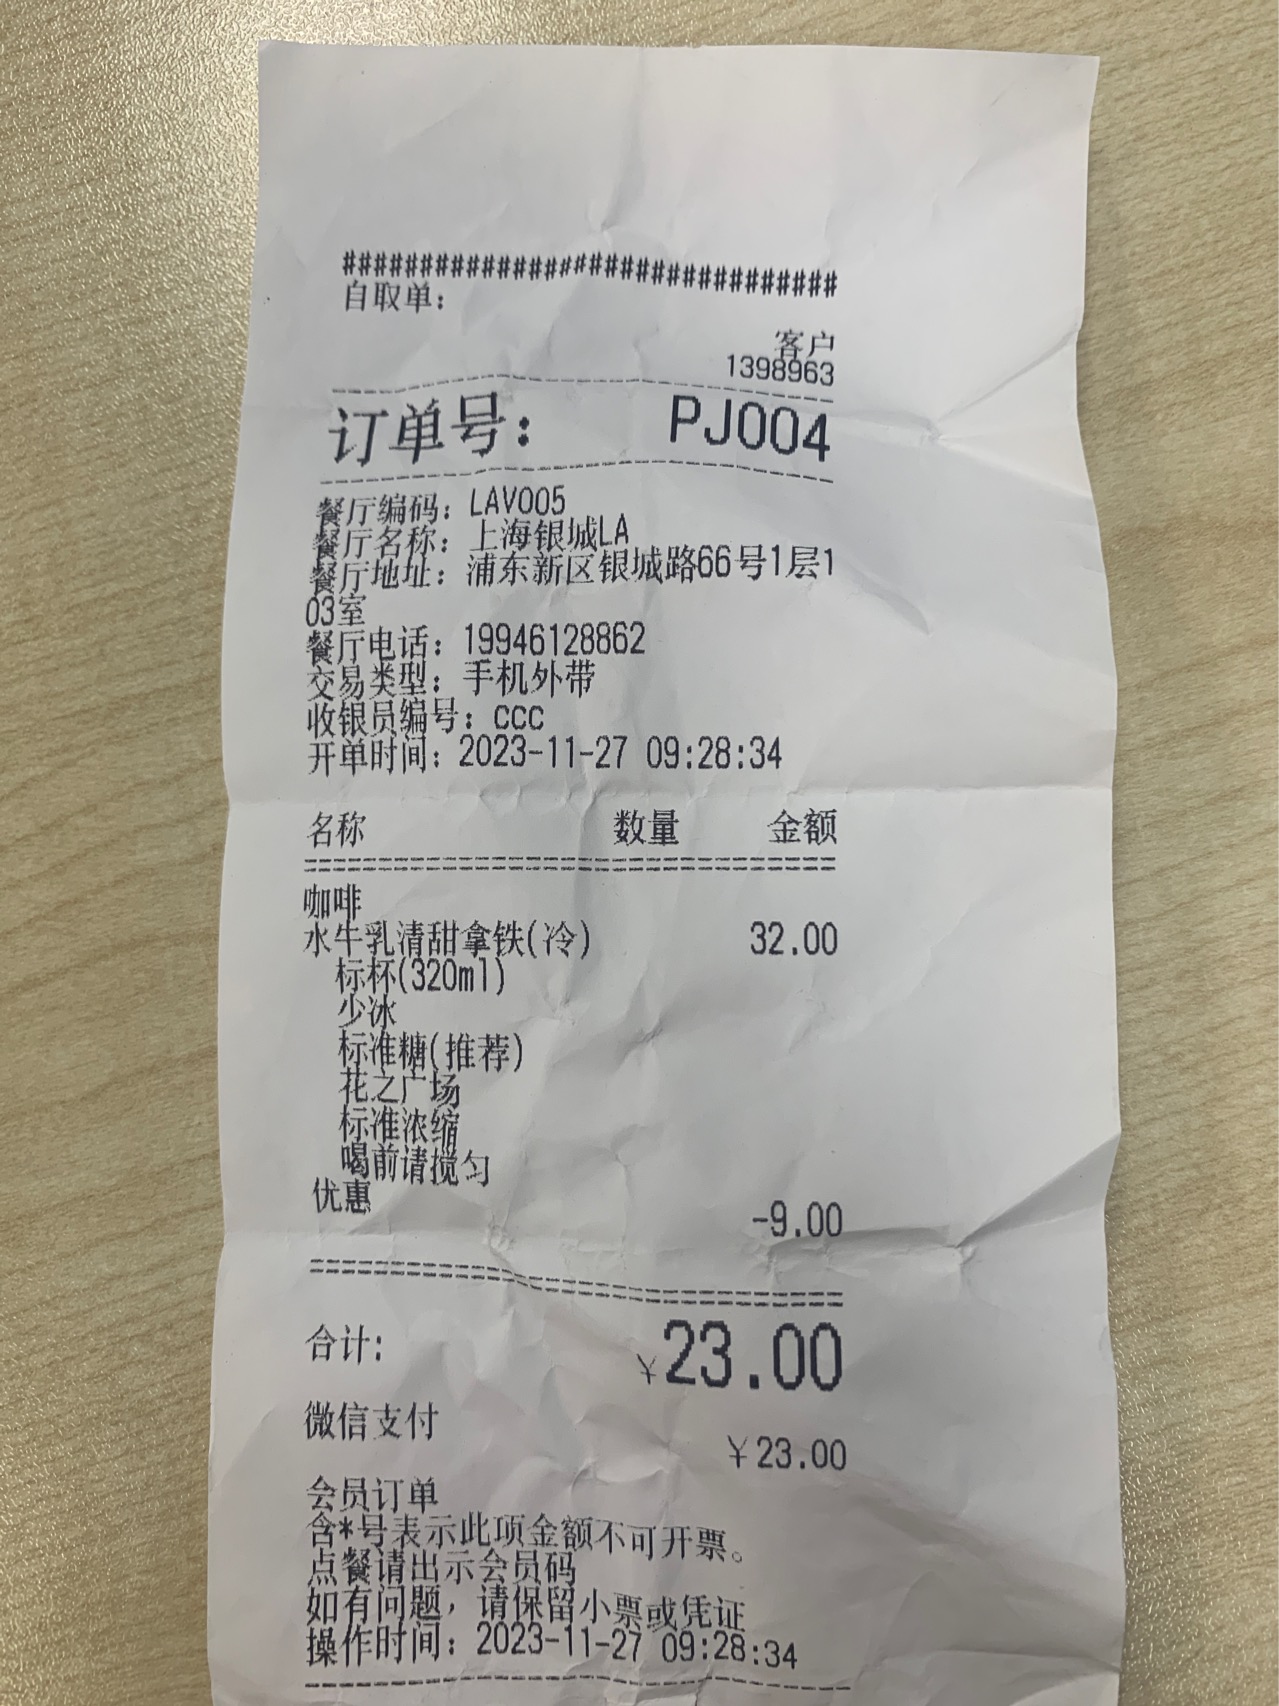 ################################
自取单：
客户
1398963
订单号： PJ004
餐厅编码：LAV005
餐厅名称：上海银城LA
餐厅地址：浦东新区银城路66号1层1
03室
餐厅电话：19946128862
交易类型：手机外带
收银员编号：ccc
开单时间：2023-11-27 09:28:34
名称 数量 金额
咖啡
水牛乳清甜拿铁(冷) 32.00
标杯(320ml)
少冰
标准糖(推荐)
花之广场
标准浓缩
喝前请搅匀
优惠
-9.00
合计: ¥23.00
微信支付
¥23.00
会员订单
含*号表示此项金额不可开票。
点餐请出示会员码
如有问题，请保留小票或凭证
操作时间：2023-11-27 09:28:34